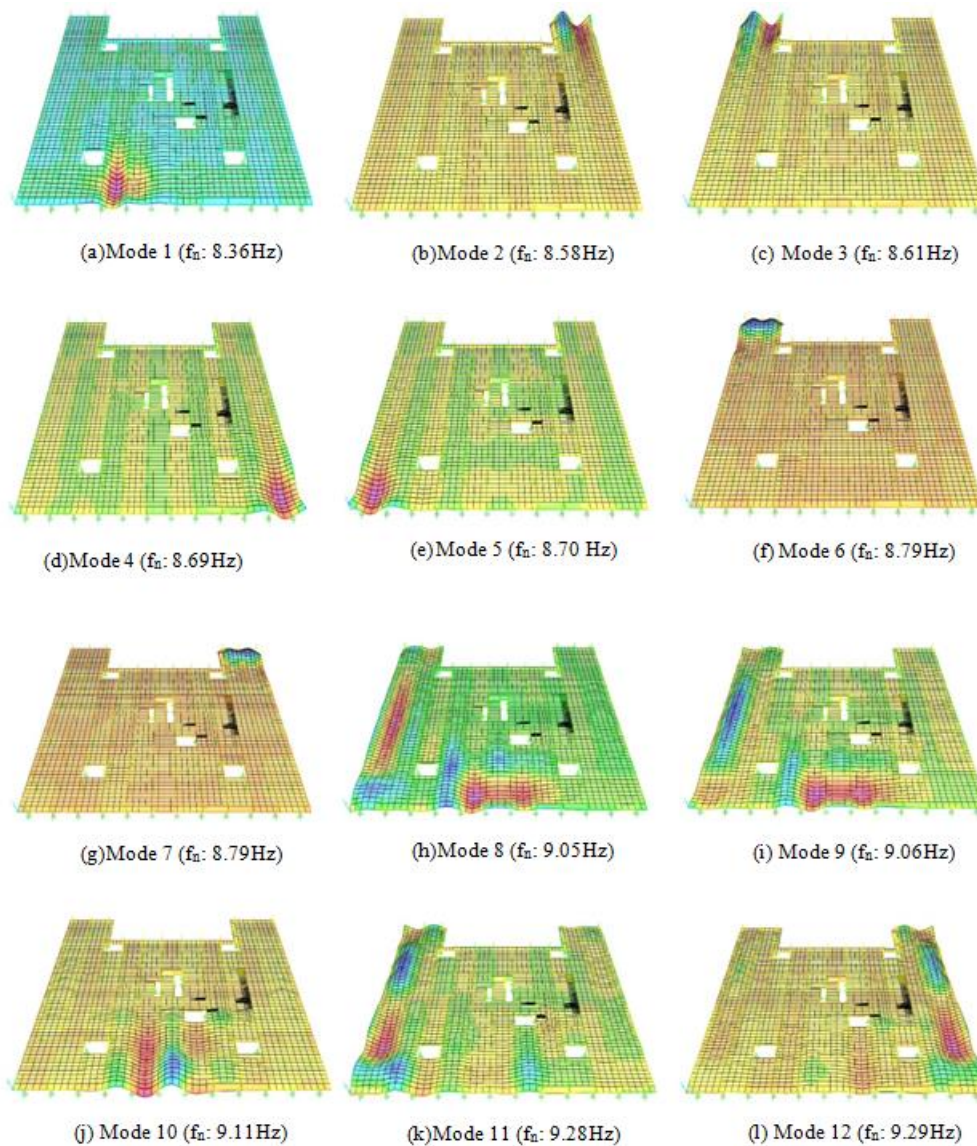 (a)Mode 1 (fₙ: 8.36Hz)
(b)Mode 2 (fₙ: 8.58Hz)
(c) Mode 3 (fₙ: 8.61Hz)
(d)Mode 4 (fₙ: 8.69Hz)
(e)Mode 5 (fₙ: 8.70 Hz)
(f)Mode 6 (fₙ: 8.79Hz)
(g)Mode 7 (fₙ: 8.79Hz)
(h)Mode 8 (fₙ: 9.05Hz)
(i) Mode 9 (fₙ: 9.06Hz)
(j) Mode 10 (fₙ: 9.11Hz)
(k)Mode 11 (fₙ: 9.28Hz)
(l) Mode 12 (fₙ: 9.29Hz)